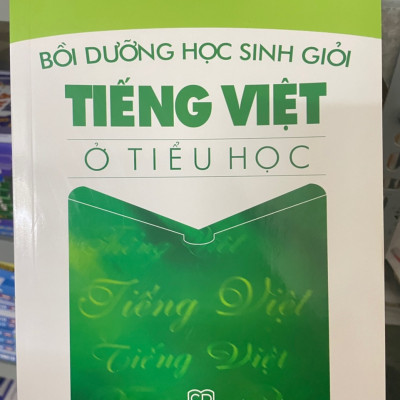 BỒI DƯỠNG HỌC SINH GIỎI
TIẾNG VIỆT
Ở TIỂU HỌC
Tiếng Việt
Tiếng Việt